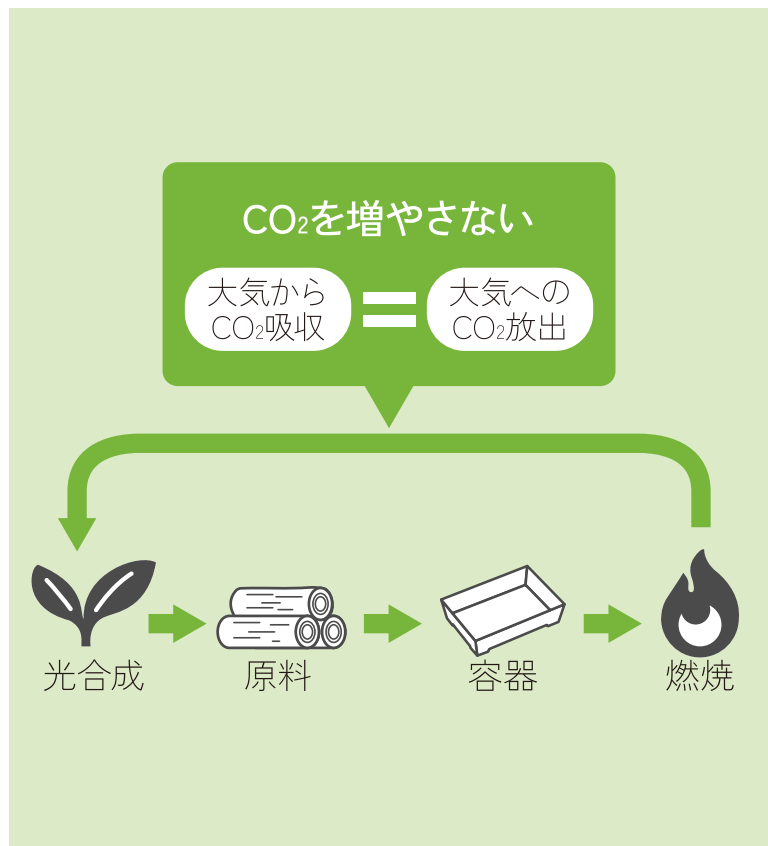 CO₂を増やさない
大気から
CO₂吸収
大気への
CO₂放出
光合成
原料
容器
燃焼